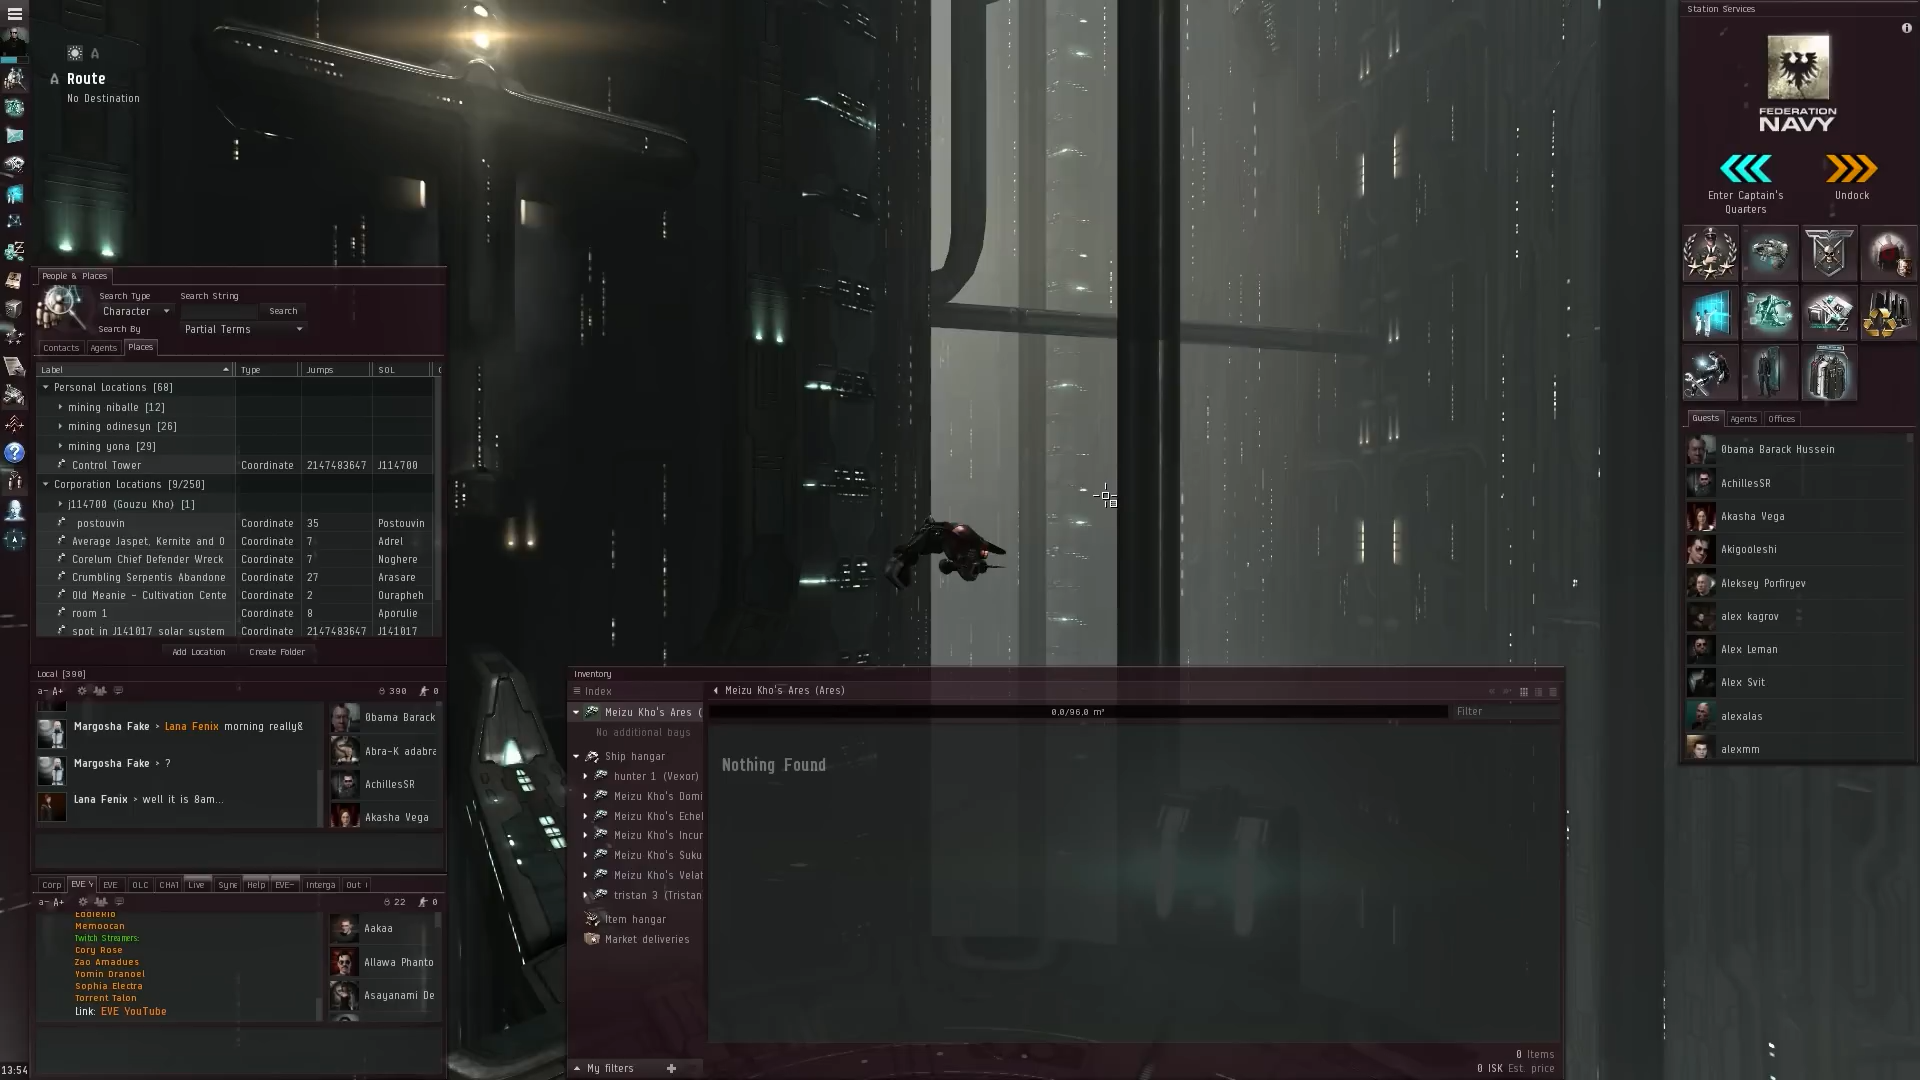 A
A Route
No Destination
People & Places
Search Type
Search String
Character
Search
Search By
Partial Terms
Contacts
Agents
Places
Label
Type
Jumps
SOL
Personal Locations [68]
mining niballe [12]
mining odinesyn [26]
mining yona [29]
Control Tower Coordinate 2147483647 J114700
Corporation Locations [9/250]
j114700 (Gouzu Kho) [1]
postouvin Coordinate 35 Postouvin
Average Jaspet, Kernite and O Coordinate 7 Adrel
Corelum Chief Defender Wreck Coordinate 7 Noghere
Crumbling Serpentis Abandone Coordinate 27 Arasare
Old Meanie - Cultivation Cente Coordinate 2 Ourapheh
room 1 Coordinate 8 Aporulie
spot in J141017 solar system Coordinate 2147483647 J141017
Add Location
Create Folder
Local [390]
a- A+
390
0
Margosha Fake > Lana Fenix morning really&
Margosha Fake > ?
Lana Fenix > well it is 8am...
0bama Barack
Abra-K adabra
AchillesSR
Akasha Vega
Corp
EVE Y
EVE
OLC
CHAT
Live
Sync
Help
EVE-
Interga
Out
a- A+
22
0
EddieRid
Memoocan
Twitch Streamers:
Cory Rose
Zao Amadues
Yomin Dranoel
Sophia Electra
Torrent Talon
Link: EVE YouTube
Aakaa
Allawa Phanto
Asayanami De
13:54
Inventory
Index
Meizu Kho's Ares (
No additional bays
Ship hangar
hunter 1 (Vexor)
Meizu Kho's Domi
Meizu Kho's Echel
Meizu Kho's Incur
Meizu Kho's Suku
Meizu Kho's Velat
tristan 3 (Tristan
Item hangar
Market deliveries
My filters
Meizu Kho's Ares (Ares)
0.0/96.0 m³
Filter
Nothing Found
0 Items
0 ISK Est. price
Station Services
FEDERATION
NAVY
Enter Captain's
Quarters
Undock
Guests
Agents
Offices
0bama Barack Hussein
AchillesSR
Akasha Vega
Akigooleshi
Aleksey Porfiryev
alex kagrov
Alex Leman
Alex Svit
alexalas
alexmm